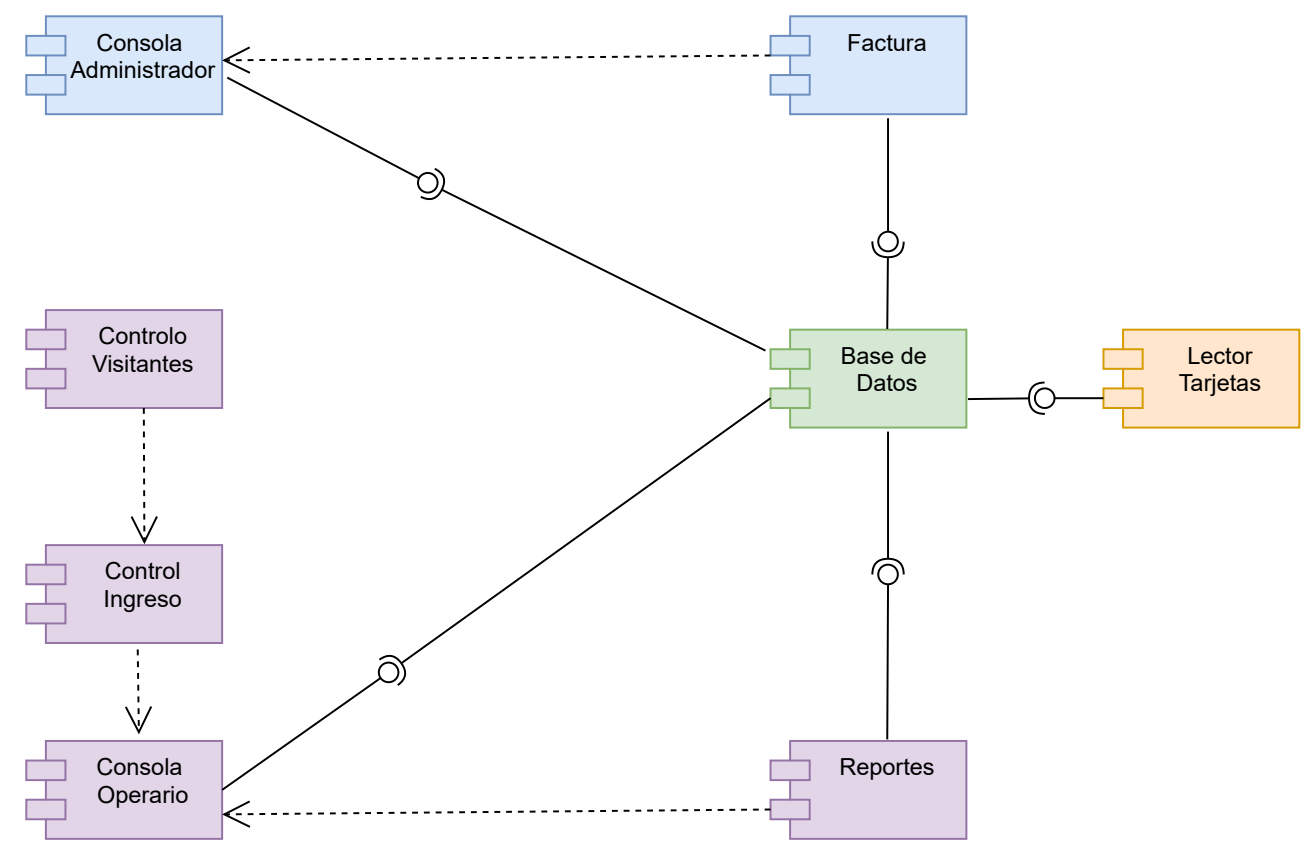 Consola
Administrador
Factura
Controlo
Visitantes
Base de
Datos
Lector
Tarjetas
Control
Ingreso
Consola
Operario
Reportes